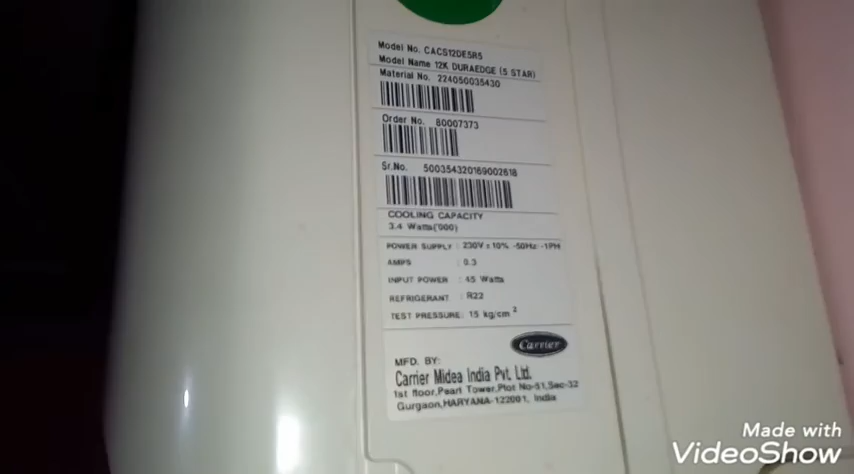 Model No. CACS12DE5R5
Model Name 12K DURAEDGE (5 STAR)
Material No. 224050035430
Order No. 80007373
Sr.No. 500354320169002618
COOLING CAPACITY
3.4 Watts('000)
POWER SUPPLY : 230V ± 10% -50Hz -1PH
AMPS : 0.3
INPUT POWER : 45 Watts
REFRIGERANT : R22
TEST PRESSURE: 15 kg/cm²
Carrier
MFD. BY:
Carrier Midea India Pvt. Ltd.
1st floor,Pearl Tower,Plot No-51,Sec-32
Gurgaon,HARYANA-122001, India
Made with
VideoShow